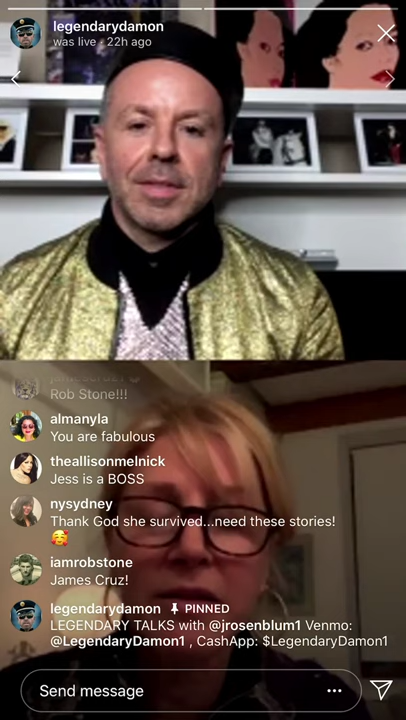 legendarydamon
was live · 22h ago
Rob Stone!!!
almanyla
You are fabulous
theallisonmelnick
Jess is a BOSS
nysydney
Thank God she survived...need these stories!
🥰
iamrobstone
James Cruz!
legendarydamon PINNED
LEGENDARY TALKS with @jrosenblum1 Venmo:
@LegendaryDamon1 , CashApp: $LegendaryDamon1
Send message